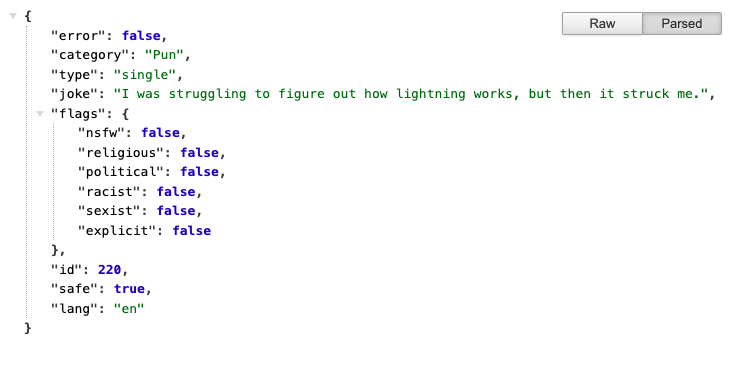 Raw Parsed
{
"error": false,
"category": "Pun",
"type": "single",
"joke": "I was struggling to figure out how lightning works, but then it struck me.",
"flags": {
"nsfw": false,
"religious": false,
"political": false,
"racist": false,
"sexist": false,
"explicit": false
},
"id": 220,
"safe": true,
"lang": "en"
}